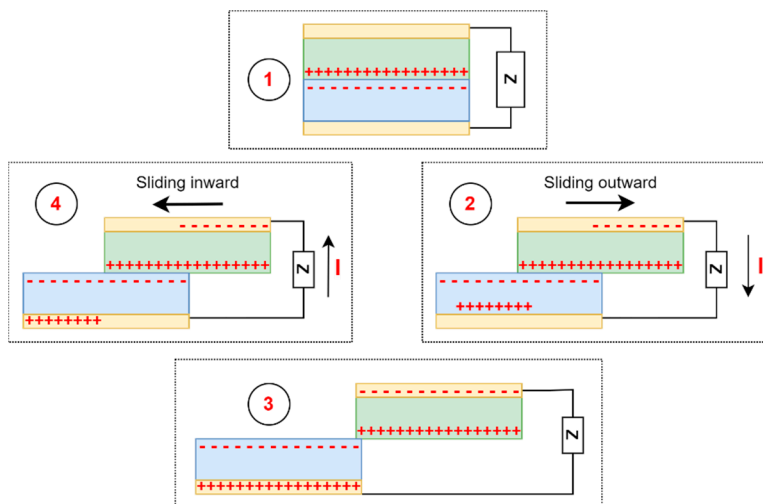 1
+++++++++++++++++
- - - - - - - - - - - - - - -
Z
4
Sliding inward
- - - - - - - -
+++++++++++++++++
- - - - - - - - - - - - - - -
++++++++
Z
I
2
Sliding outward
- - - - - - - -
+++++++++++++++++
- - - - - - - - - - - - - - -
++++++++
Z
I
3
- - - - - - - - - - - - - - -
+++++++++++++++++
- - - - - - - - - - - - - - -
+++++++++++++++++
Z